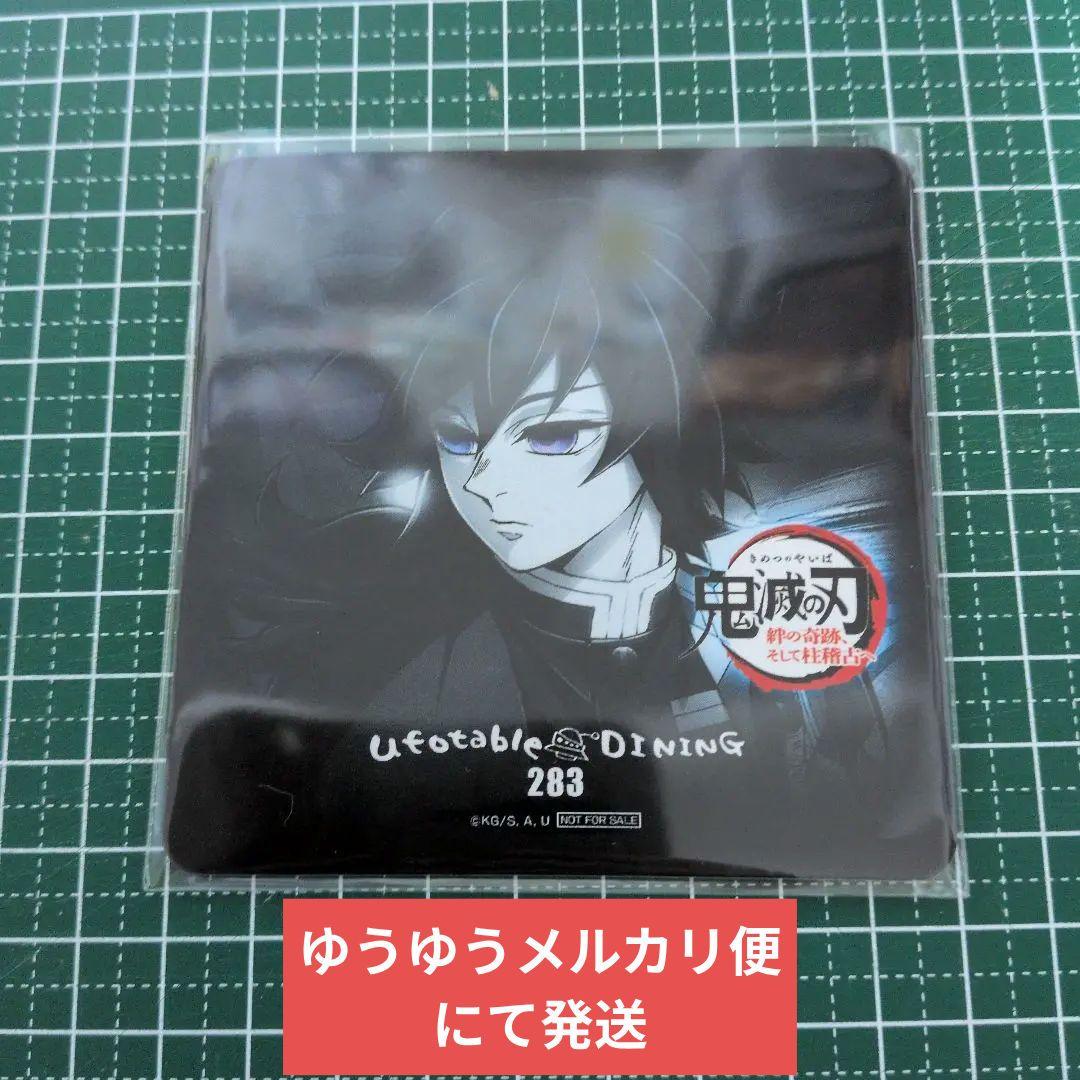 きめつのやいば
鬼滅の刃
絆の奇跡、
そして柱稽古へ
ufotable DINING
283
©KG/S, A, U NOT FOR SALE
ゆうゆうメルカリ便
にて発送